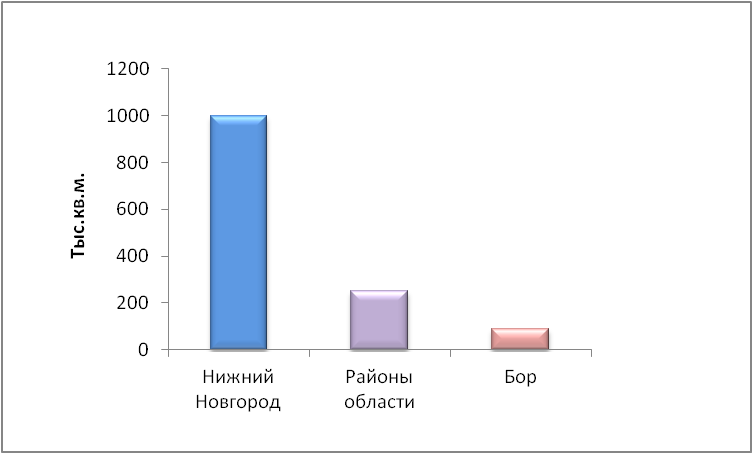 1200
1000
800
600
400
200
0
Тыс.кв.м.
Нижний
Новгород
Районы
области
Бор